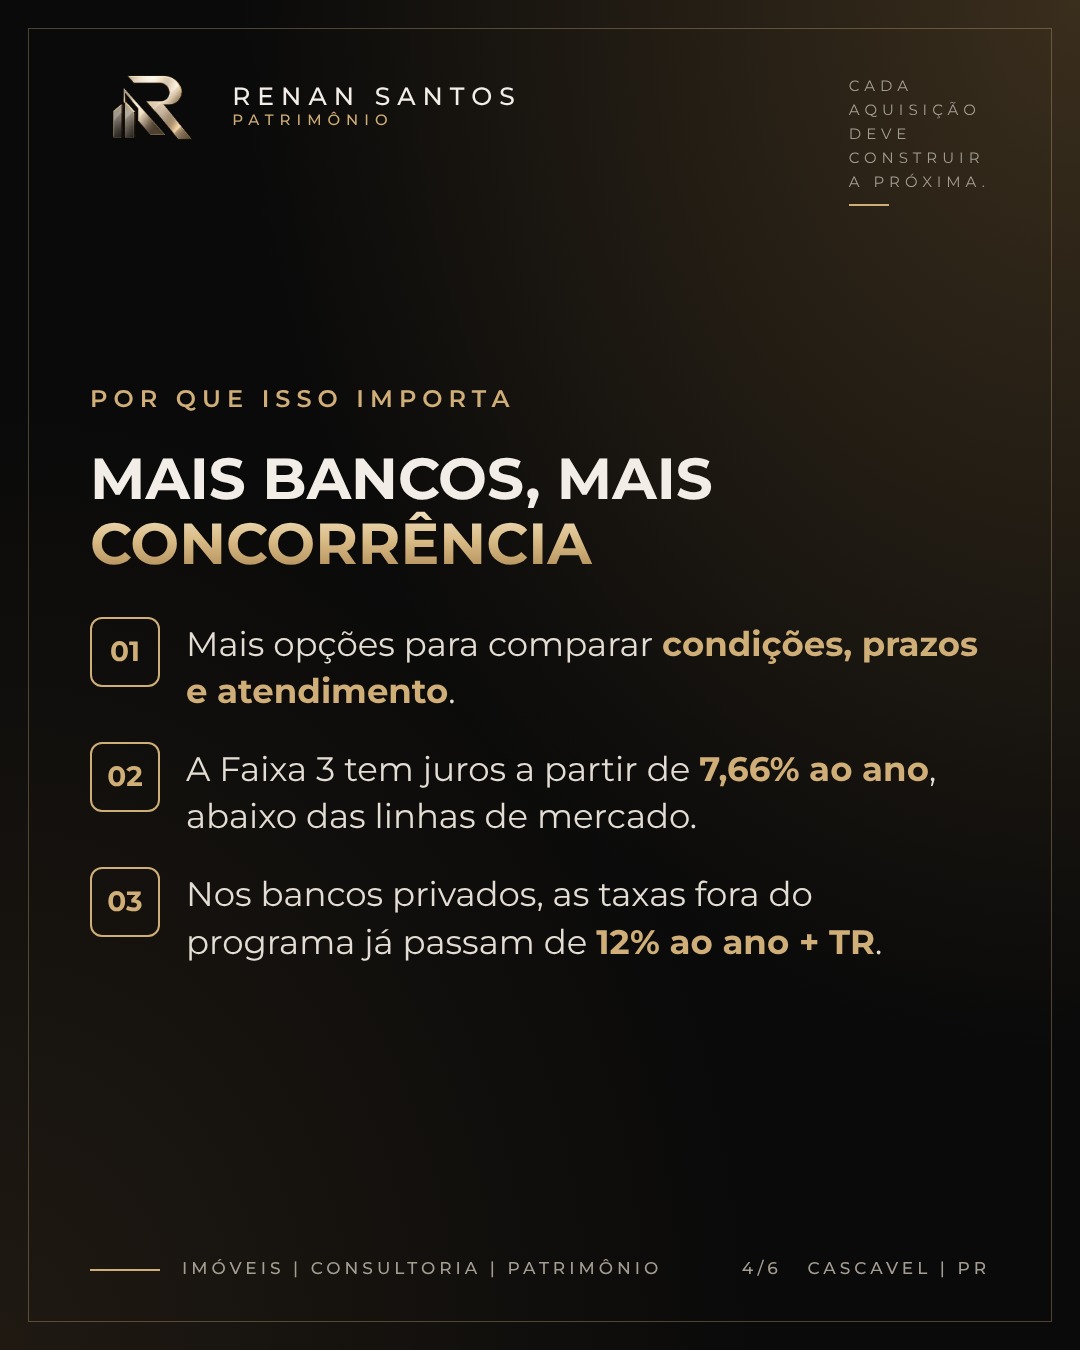 RENAN SANTOS
PATRIMÔNIO
CADA
AQUISIÇÃO
DEVE
CONSTRUIR
A PRÓXIMA.
POR QUE ISSO IMPORTA
MAIS BANCOS, MAIS
CONCORRÊNCIA
01
Mais opções para comparar condições, prazos
e atendimento.
02
A Faixa 3 tem juros a partir de 7,66% ao ano,
abaixo das linhas de mercado.
03
Nos bancos privados, as taxas fora do
programa já passam de 12% ao ano + TR.
IMÓVEIS | CONSULTORIA | PATRIMÔNIO
4/6 CASCAVEL | PR